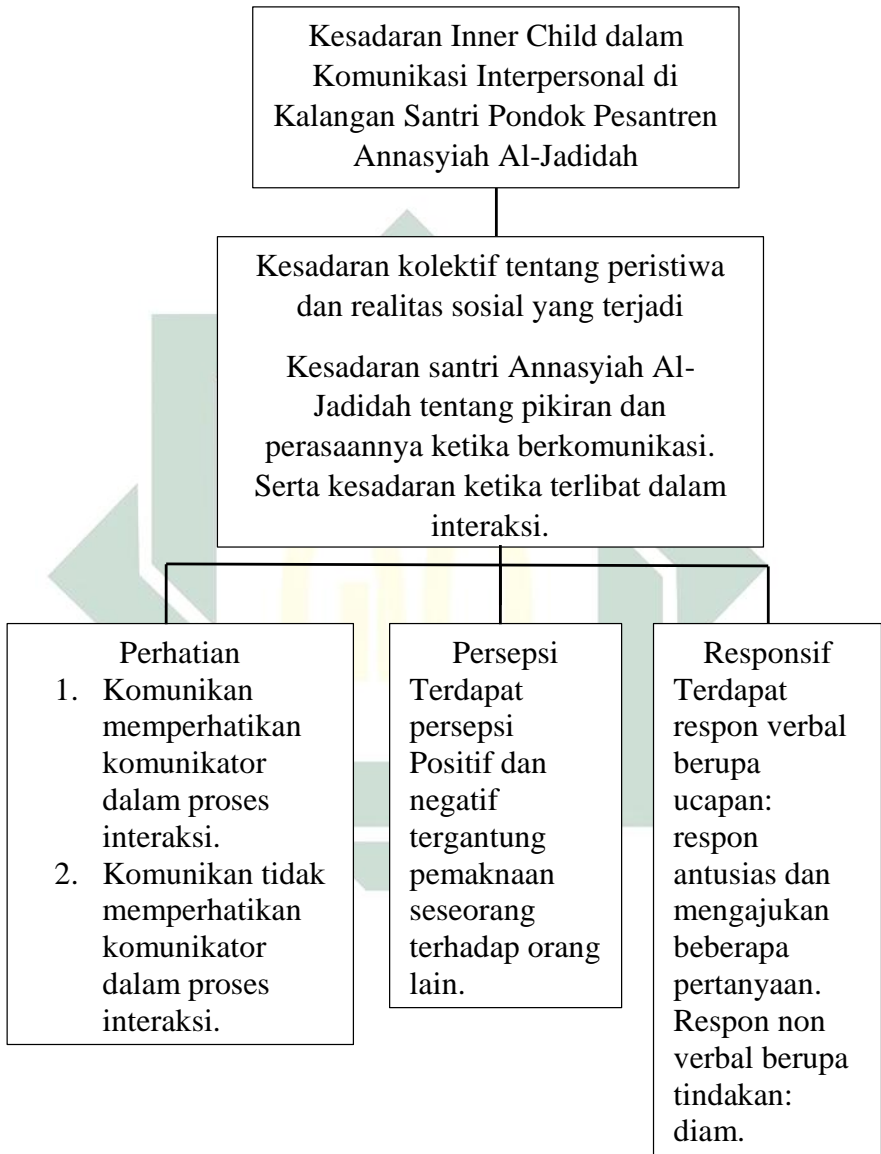 Kesadaran Inner Child dalam
Komunikasi Interpersonal di
Kalangan Santri Pondok Pesantren
Annasyiah Al-Jadidah
Kesadaran kolektif tentang peristiwa
dan realitas sosial yang terjadi
Kesadaran santri Annasyiah Al-
Jadidah tentang pikiran dan
perasaannya ketika berkomunikasi.
Serta kesadaran ketika terlibat dalam
interaksi.
Perhatian
1. Komunikan
memperhatikan
komunikator
dalam proses
interaksi.
2. Komunikan tidak
memperhatikan
komunikator
dalam proses
interaksi.
Persepsi
Terdapat
persepsi
Positif dan
negatif
tergantung
pemaknaan
seseorang
terhadap orang
lain.
Responsif
Terdapat
respon verbal
berupa
ucapan:
respon
antusias dan
mengajukan
beberapa
pertanyaan.
Respon non
verbal berupa
tindakan:
diam.